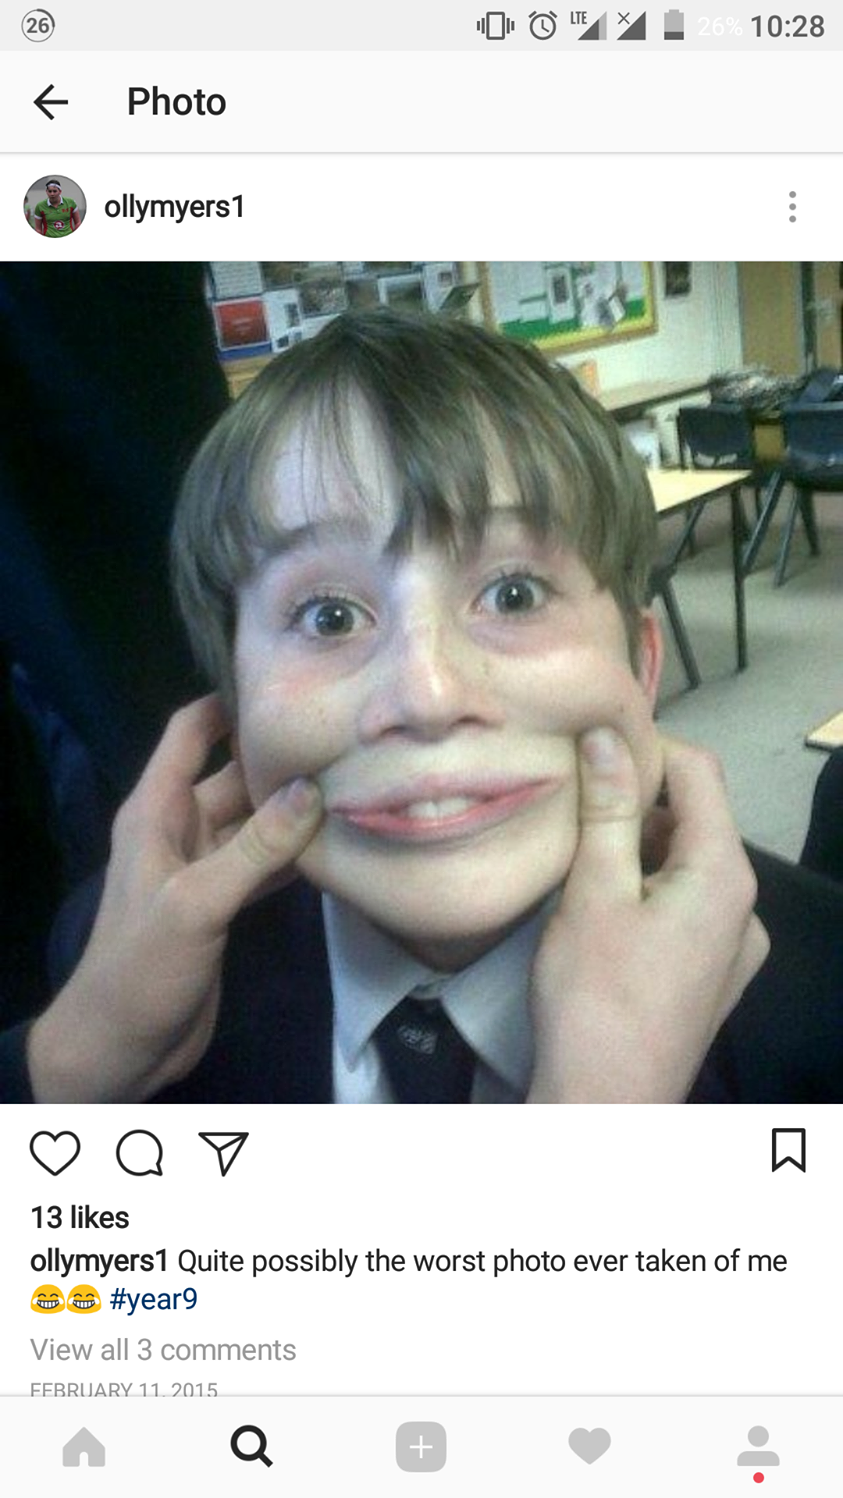 26
LTE 26% 10:28
Photo
ollymyers1
13 likes
ollymyers1 Quite possibly the worst photo ever taken of me
😂😂 #year9
View all 3 comments
FEBRUARY 11, 2015